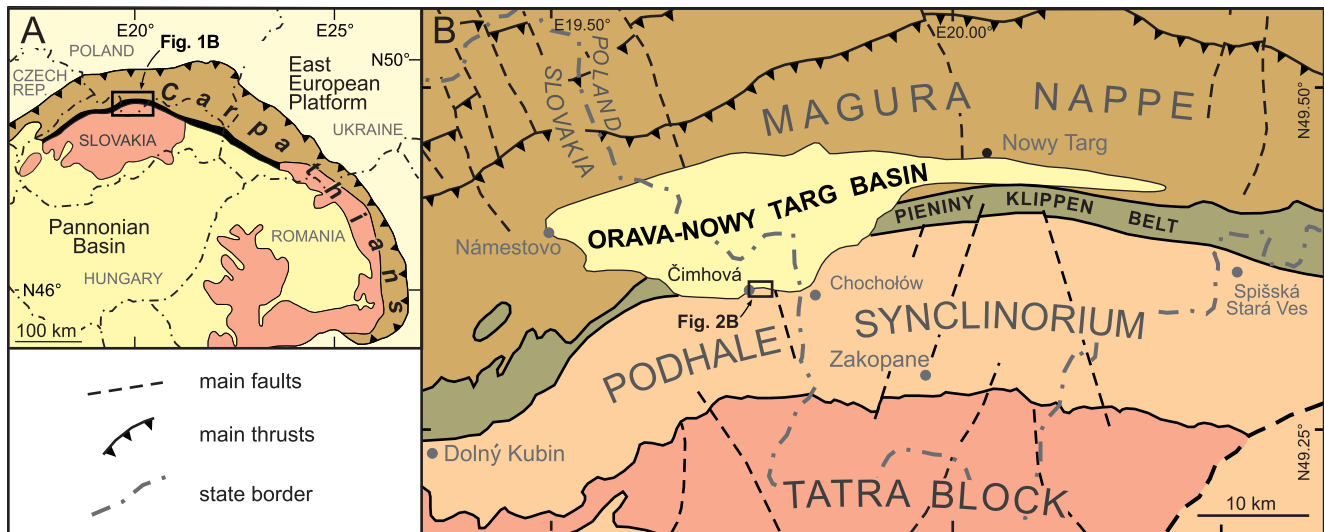 A
E20°
E25°
POLAND
Fig. 1B
N50°
CZECH
REP.
East
European
Platform
Carpathians
UKRAINE
SLOVAKIA
Pannonian
Basin
ROMANIA
HUNGARY
N46°
100 km
main faults
main thrusts
state border
B
E19.50°
E20.00°
POLAND
SLOVAKIA
MAGURA NAPPE
N49.50°
Nowy Targ
ORAVA-NOWY TARG BASIN
PIENINY KLIPPEN BELT
Námestovo
Čimhová
Chochołów
Spišská
Stará Ves
Fig. 2B
PODHALE SYNCLINORIUM
Zakopane
Dolný Kubin
N49.25°
TATRA BLOCK
10 km